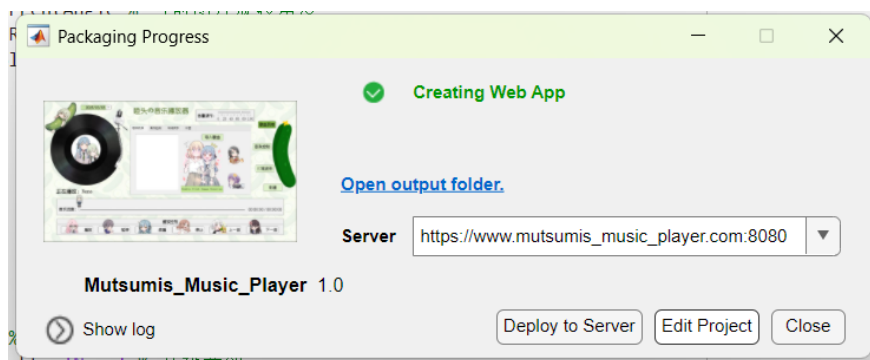 Packaging Progress
Creating Web App
Open output folder.
Server https://www.mutsumis_music_player.com:8080
Mutsumis_Music_Player 1.0
Show log
Deploy to Server
Edit Project
Close